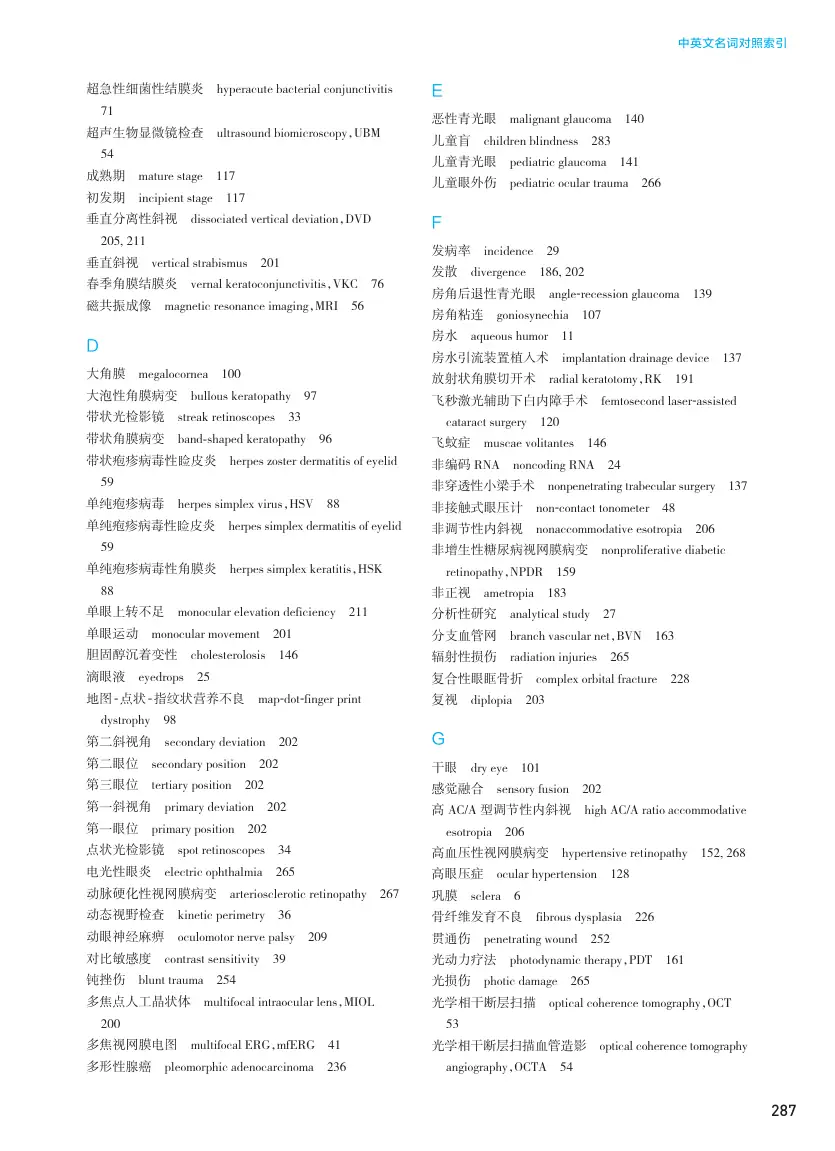 中英文名词对照索引
超急性细菌性结膜炎 hyperacute bacterial conjunctivitis
71
超声生物显微镜检查 ultrasound biomicroscopy,UBM
54
成熟期 mature stage 117
初发期 incipient stage 117
垂直分离性斜视 dissociated vertical deviation,DVD
205, 211
垂直斜视 vertical strabismus 201
春季角膜结膜炎 vernal keratoconjunctivitis,VKC 76
磁共振成像 magnetic resonance imaging,MRI 56
D
大角膜 megalocornea 100
大泡性角膜病变 bullous keratopathy 97
带状光检影镜 streak retinoscopes 33
带状角膜病变 band-shaped keratopathy 96
带状疱疹病毒性睑皮炎 herpes zoster dermatitis of eyelid
59
单纯疱疹病毒 herpes simplex virus,HSV 88
单纯疱疹病毒性睑皮炎 herpes simplex dermatitis of eyelid
59
单纯疱疹病毒性角膜炎 herpes simplex keratitis,HSK
88
单眼上转不足 monocular elevation deficiency 211
单眼运动 monocular movement 201
胆固醇沉着变性 cholesterolosis 146
滴眼液 eyedrops 25
地图-点状-指纹状营养不良 map-dot-finger print
dystrophy 98
第二斜视角 secondary deviation 202
第二眼位 secondary position 202
第三眼位 tertiary position 202
第一斜视角 primary deviation 202
第一眼位 primary position 202
点状光检影镜 spot retinoscopes 34
电光性眼炎 electric ophthalmia 265
动脉硬化性视网膜病变 arteriosclerotic retinopathy 267
动态视野检查 kinetic perimetry 36
动眼神经麻痹 oculomotor nerve palsy 209
对比敏感度 contrast sensitivity 39
钝挫伤 blunt trauma 254
多焦点人工晶状体 multifocal intraocular lens,MIOL
200
多焦视网膜电图 multifocal ERG,mfERG 41
多形性腺癌 pleomorphic adenocarcinoma 236
E
恶性青光眼 malignant glaucoma 140
儿童盲 children blindness 283
儿童青光眼 pediatric glaucoma 141
儿童眼外伤 pediatric ocular trauma 266
F
发病率 incidence 29
发散 divergence 186, 202
房角后退性青光眼 angle-recession glaucoma 139
房角粘连 goniosynechia 107
房水 aqueous humor 11
房水引流装置植入术 implantation drainage device 137
放射状角膜切开术 radial keratotomy,RK 191
飞秒激光辅助下白内障手术 femtosecond laser-assisted
cataract surgery 120
飞蚊症 muscae volitantes 146
非编码 RNA noncoding RNA 24
非穿透性小梁手术 nonpenetrating trabecular surgery 137
非接触式眼压计 non-contact tonometer 48
非调节性内斜视 nonaccommodative esotropia 206
非增生性糖尿病视网膜病变 nonproliferative diabetic
retinopathy,NPDR 159
非正视 ametropia 183
分析性研究 analytical study 27
分支血管网 branch vascular net,BVN 163
辐射性损伤 radiation injuries 265
复合性眼眶骨折 complex orbital fracture 228
复视 diplopia 203
G
干眼 dry eye 101
感觉融合 sensory fusion 202
高 AC/A 型调节性内斜视 high AC/A ratio accommodative
esotropia 206
高血压性视网膜病变 hypertensive retinopathy 152, 268
高眼压症 ocular hypertension 128
巩膜 sclera 6
骨纤维发育不良 fibrous dysplasia 226
贯通伤 penetrating wound 252
光动力疗法 photodynamic therapy,PDT 161
光损伤 photic damage 265
光学相干断层扫描 optical coherence tomography,OCT
53
光学相干断层扫描血管造影 optical coherence tomography
angiography,OCTA 54
287